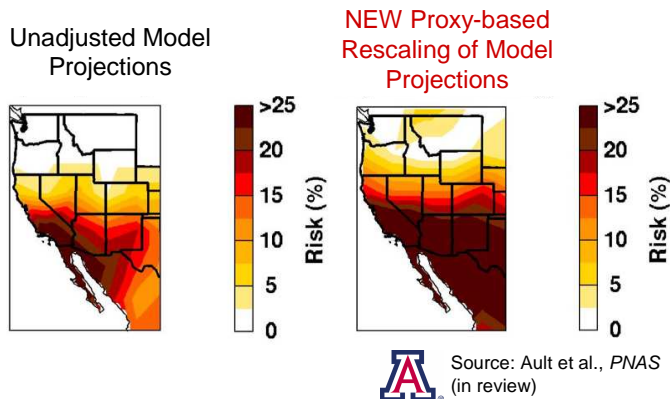 Unadjusted Model
Projections
NEW Proxy-based
Rescaling of Model
Projections
>25
20
15
10
5
0
Risk (%)
>25
20
15
10
5
0
Risk (%)
A
Source: Ault et al., PNAS
(in review)